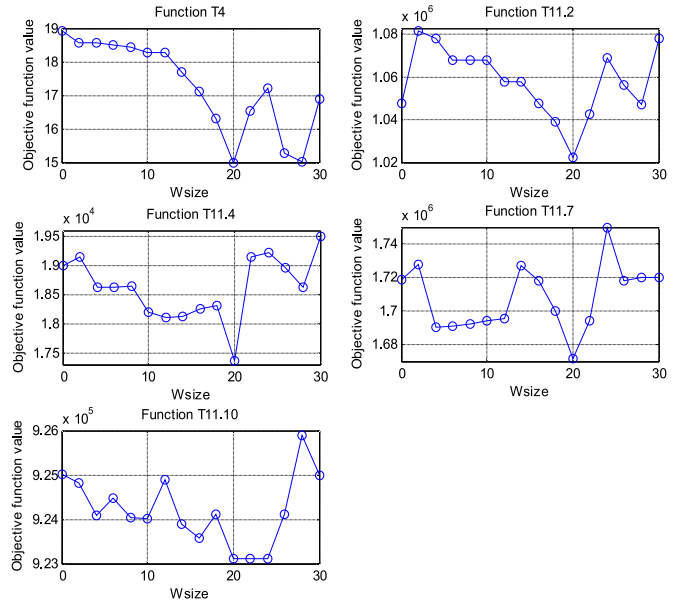 Function T4
19
18
17
16
15
0
10
20
30
Wsize
Objective function value
Function T11.2
x 10^6
1.08
1.06
1.04
1.02
0
10
20
30
Wsize
Objective function value
Function T11.4
x 10^4
1.95
1.9
1.85
1.8
1.75
0
10
20
30
Wsize
Objective function value
Function T11.7
x 10^6
1.74
1.72
1.7
1.68
0
10
20
30
Wsize
Objective function value
Function T11.10
x 10^5
9.26
9.25
9.24
9.23
0
10
20
30
Wsize
Objective function value